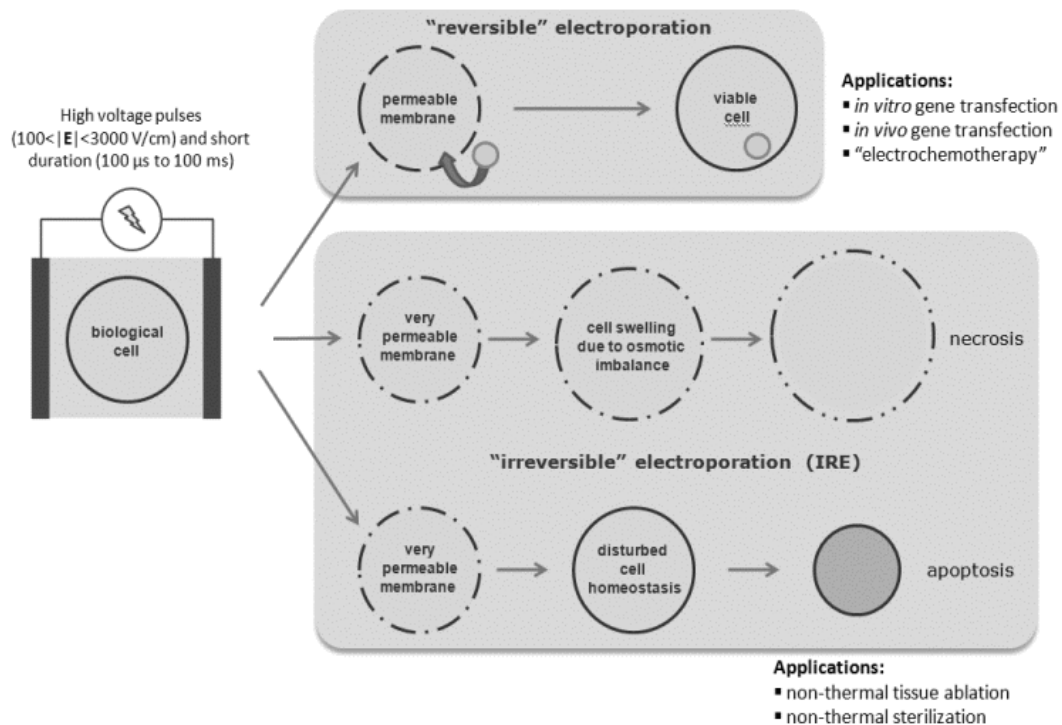 High voltage pulses
(100<|E|<3000 V/cm) and short
duration (100 µs to 100 ms)
biological
cell
“reversible” electroporation
permeable
membrane
viable
cell
Applications:
▪ in vitro gene transfection
▪ in vivo gene transfection
▪ “electrochemotherapy”
very
permeable
membrane
cell swelling
due to osmotic
imbalance
necrosis
“irreversible” electroporation (IRE)
very
permeable
membrane
disturbed
cell
homeostasis
apoptosis
Applications:
▪ non-thermal tissue ablation
▪ non-thermal sterilization